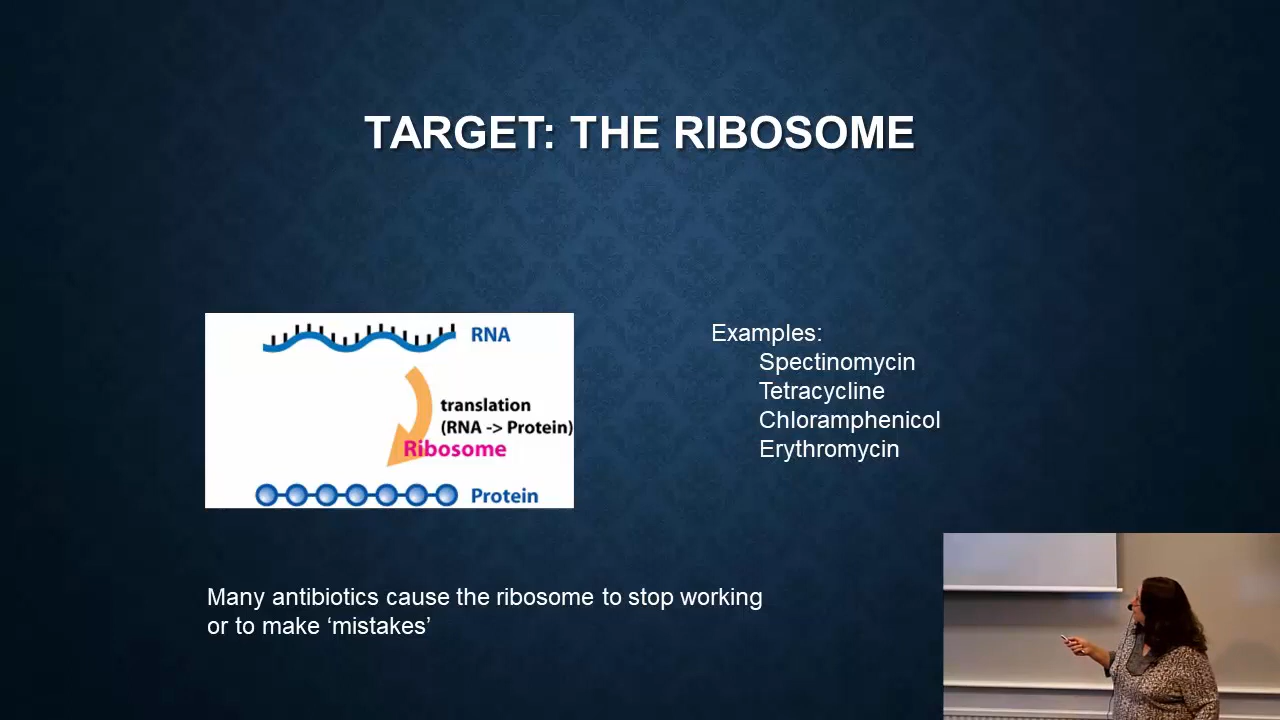 TARGET: THE RIBOSOME
RNA
translation
(RNA -> Protein)
Ribosome
Protein
Examples:
Spectinomycin
Tetracycline
Chloramphenicol
Erythromycin
Many antibiotics cause the ribosome to stop working
or to make ‘mistakes’